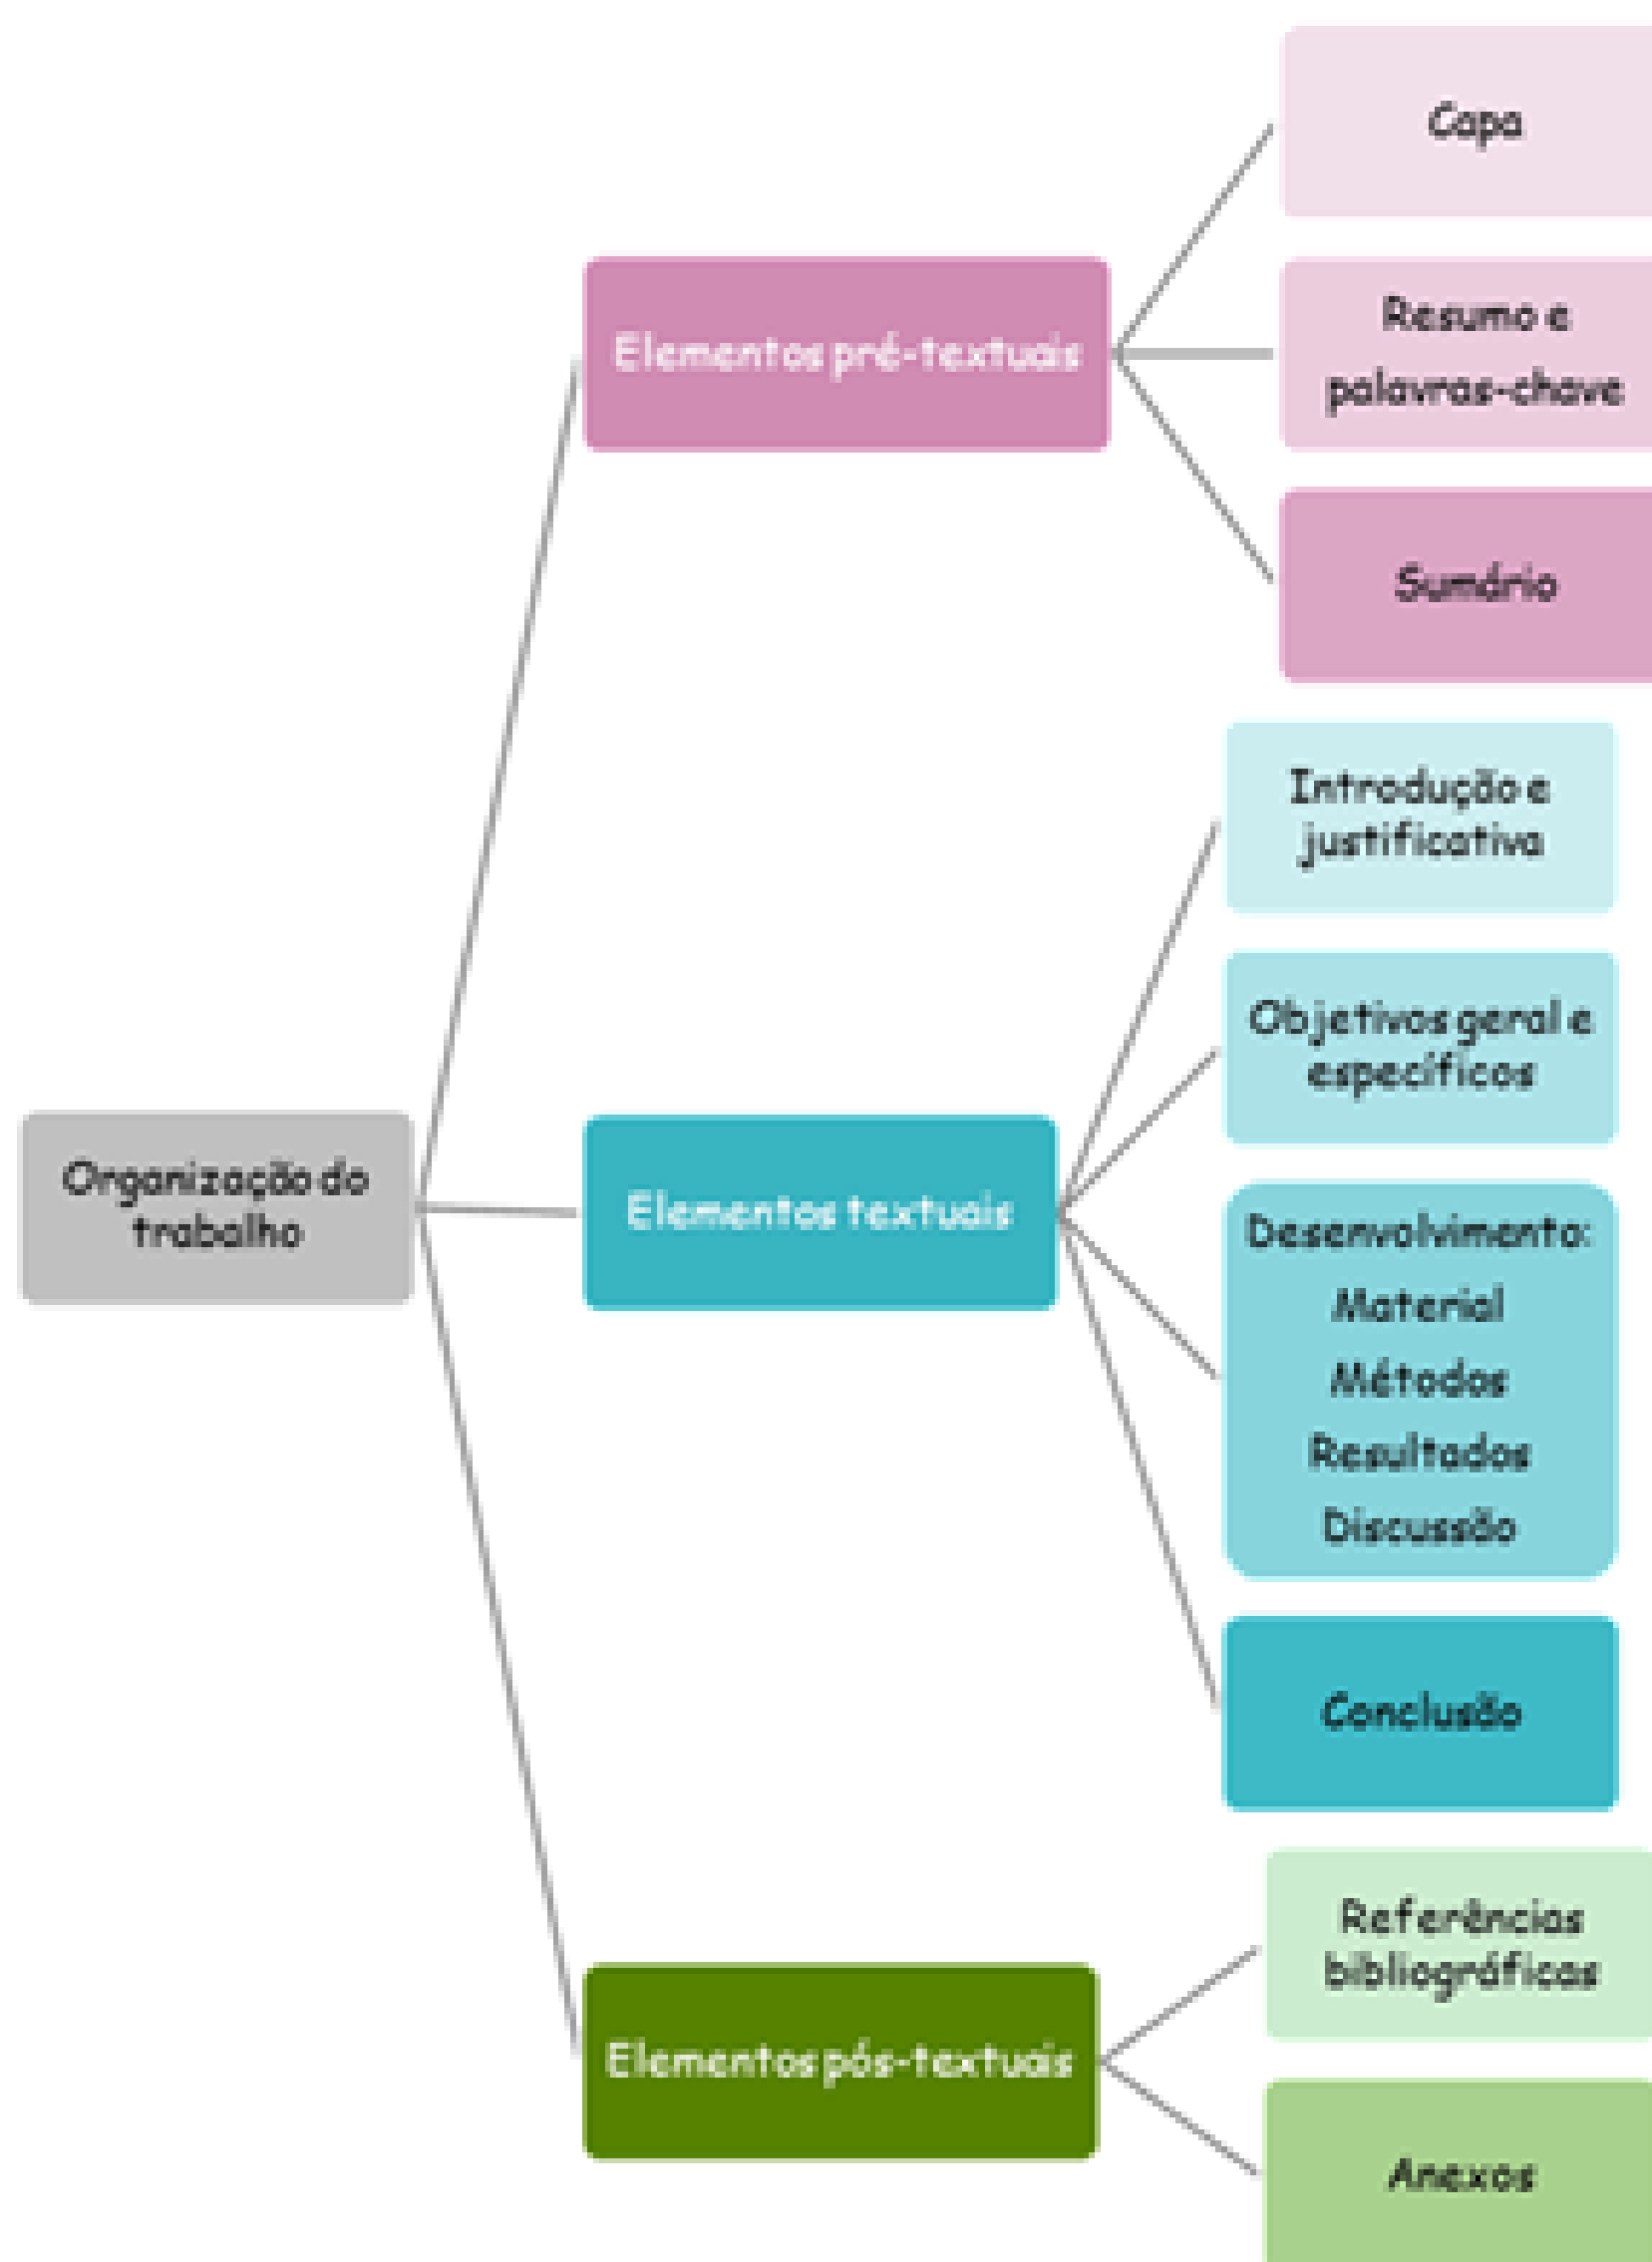 Capa
Resumo e
palavras-chave
Elementos pré-textuais
Sumário
Introdução e
justificativa
Objetivos geral e
específicos
Organização do
trabalho
Elementos textuais
Desenvolvimento:
Material
Métodos
Resultados
Discussão
Conclusão
Referências
bibliográficas
Elementos pós-textuais
Anexos